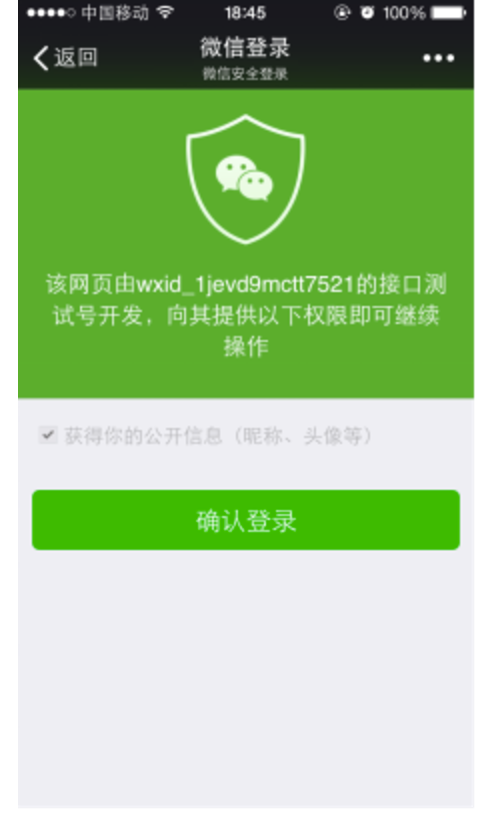 中国移动 18:45 100%
返回 微信登录
微信安全登录
该网页由wxid_1jevd9mctt7521的接口测
试号开发，向其提供以下权限即可继续
操作
获得你的公开信息（昵称、头像等）
确认登录